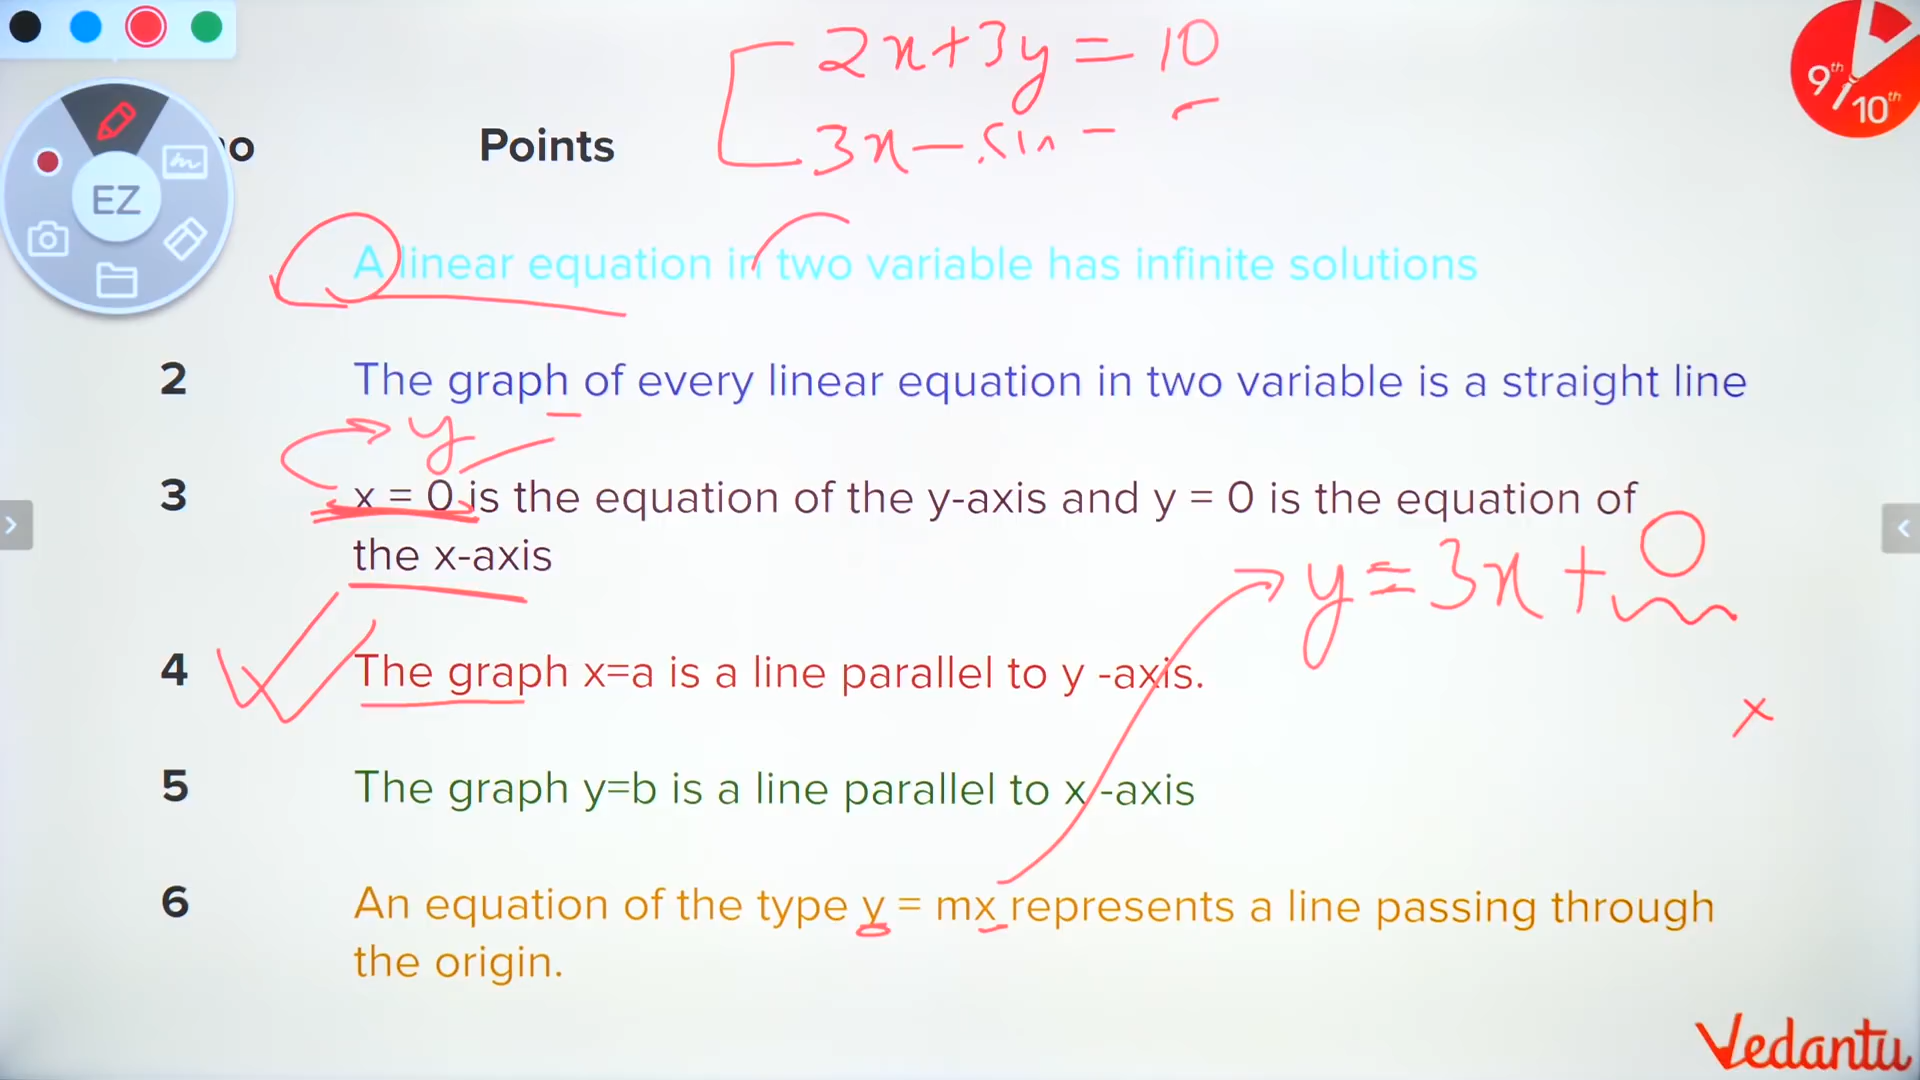 2x+3y=10
3x-
o Points
A linear equation in two variable has infinite solutions
2 The graph of every linear equation in two variable is a straight line
y
3 x = 0 is the equation of the y-axis and y = 0 is the equation of
the x-axis
y=3x+0
4 The graph x=a is a line parallel to y -axis.
x
5 The graph y=b is a line parallel to x -axis
6 An equation of the type y = mx represents a line passing through
the origin.
EZ
9th/10th
Vedantu